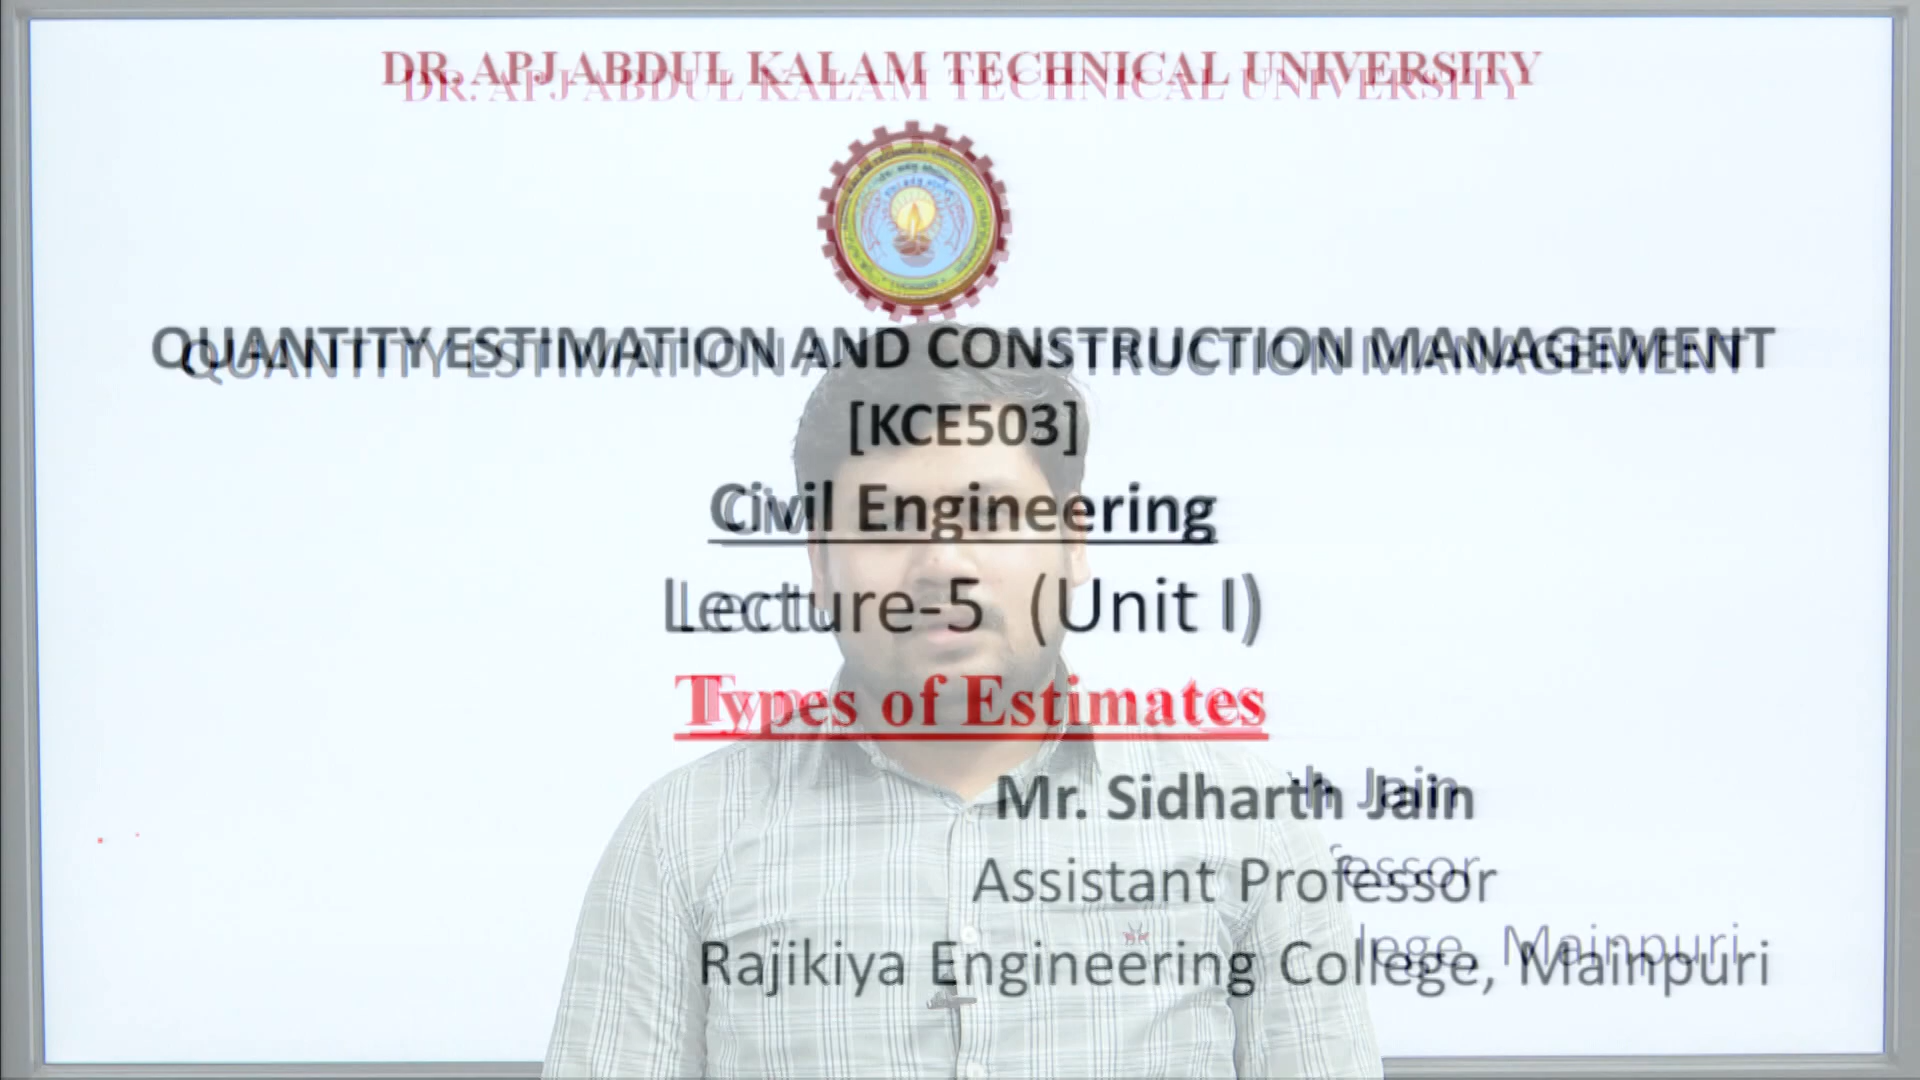 DR. APJ ABDUL KALAM TECHNICAL UNIVERSITY
QUANTITY ESTIMATION AND CONSTRUCTION MANAGEMENT
[KCE503]
Civil Engineering
Lecture-5 (Unit I)
Types of Estimates
Mr. Sidharth Jain
Assistant Professor
Rajikiya Engineering College, Mainpuri